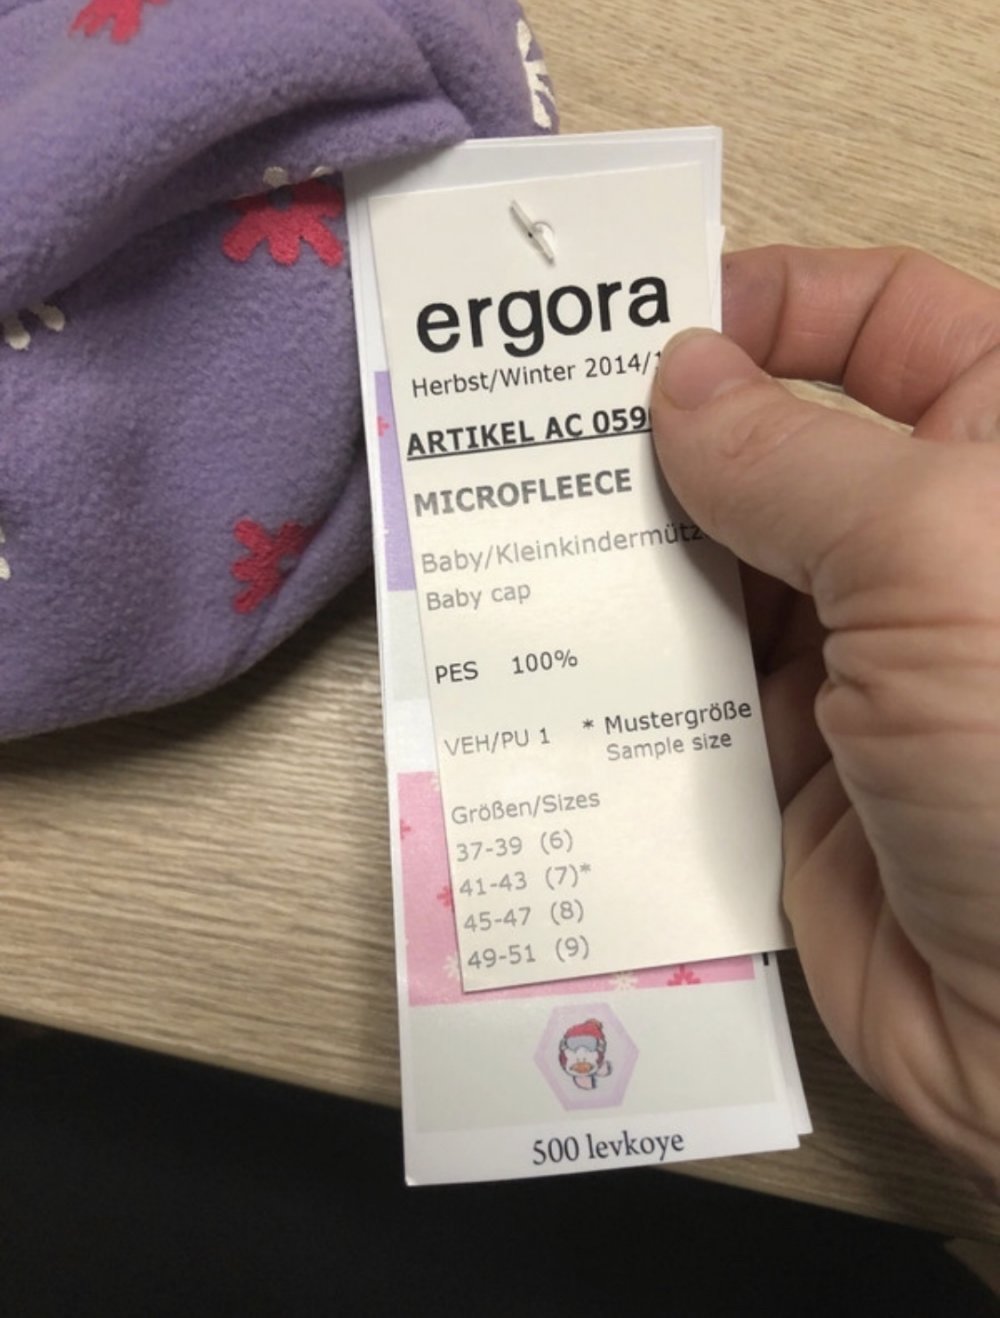 ergora
Herbst/Winter 2014/
ARTIKEL AC 059
MICROFLEECE
Baby/Kleinkindermütz
Baby cap
PES 100%
VEH/PU 1 * Mustergröße
Sample size
Größen/Sizes
37-39 (6)
41-43 (7)*
45-47 (8)
49-51 (9)
500 levkoye